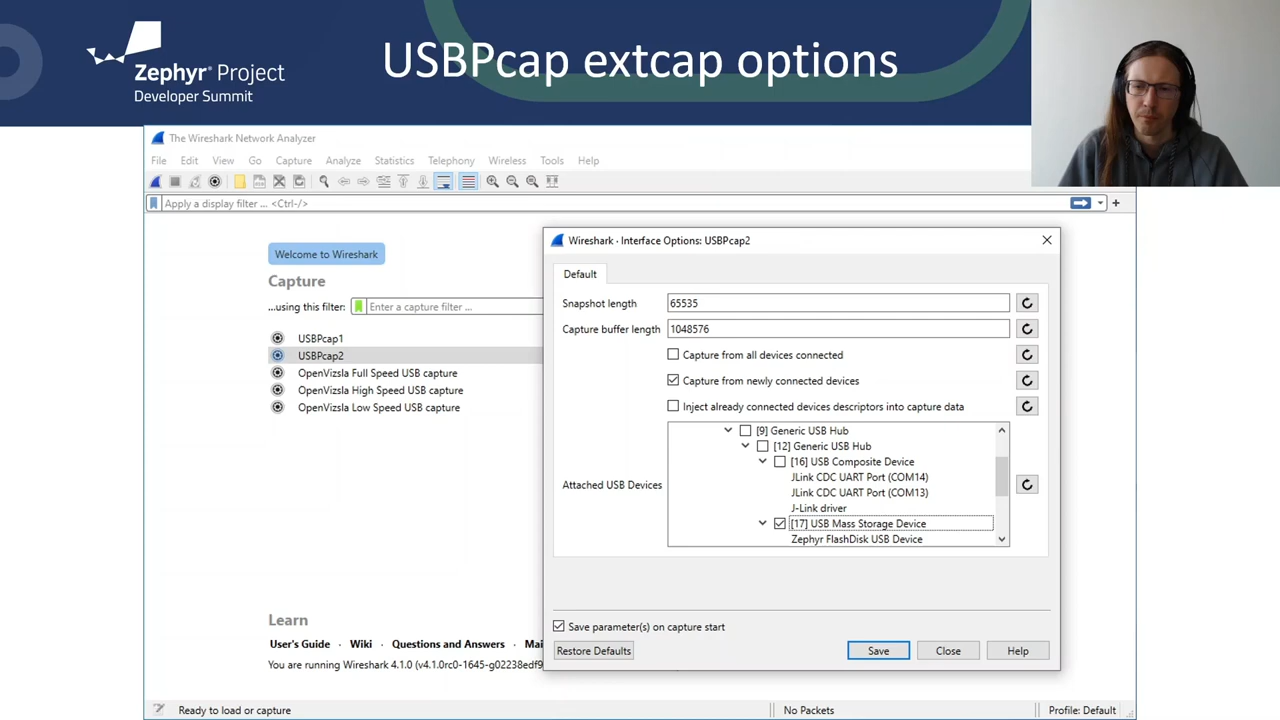 USBPcap extcap options
Zephyr® Project
Developer Summit
The Wireshark Network Analyzer
File Edit View Go Capture Analyze Statistics Telephony Wireless Tools Help
Apply a display filter ... <Ctrl-/>
Welcome to Wireshark
Capture
...using this filter: Enter a capture filter ...
USBPcap1
USBPcap2
OpenVizsla Full Speed USB capture
OpenVizsla High Speed USB capture
OpenVizsla Low Speed USB capture
Wireshark · Interface Options: USBPcap2
Default
Snapshot length 65535
Capture buffer length 1048576
Capture from all devices connected
Capture from newly connected devices
Inject already connected devices descriptors into capture data
Attached USB Devices
[9] Generic USB Hub
[12] Generic USB Hub
[16] USB Composite Device
JLink CDC UART Port (COM14)
JLink CDC UART Port (COM13)
J-Link driver
[17] USB Mass Storage Device
Zephyr FlashDisk USB Device
Save parameter(s) on capture start
Restore Defaults Save Close Help
Learn
User's Guide · Wiki · Questions and Answers · Mai
You are running Wireshark 4.1.0 (v4.1.0rc0-1645-g02238edf9
Ready to load or capture No Packets Profile: Default